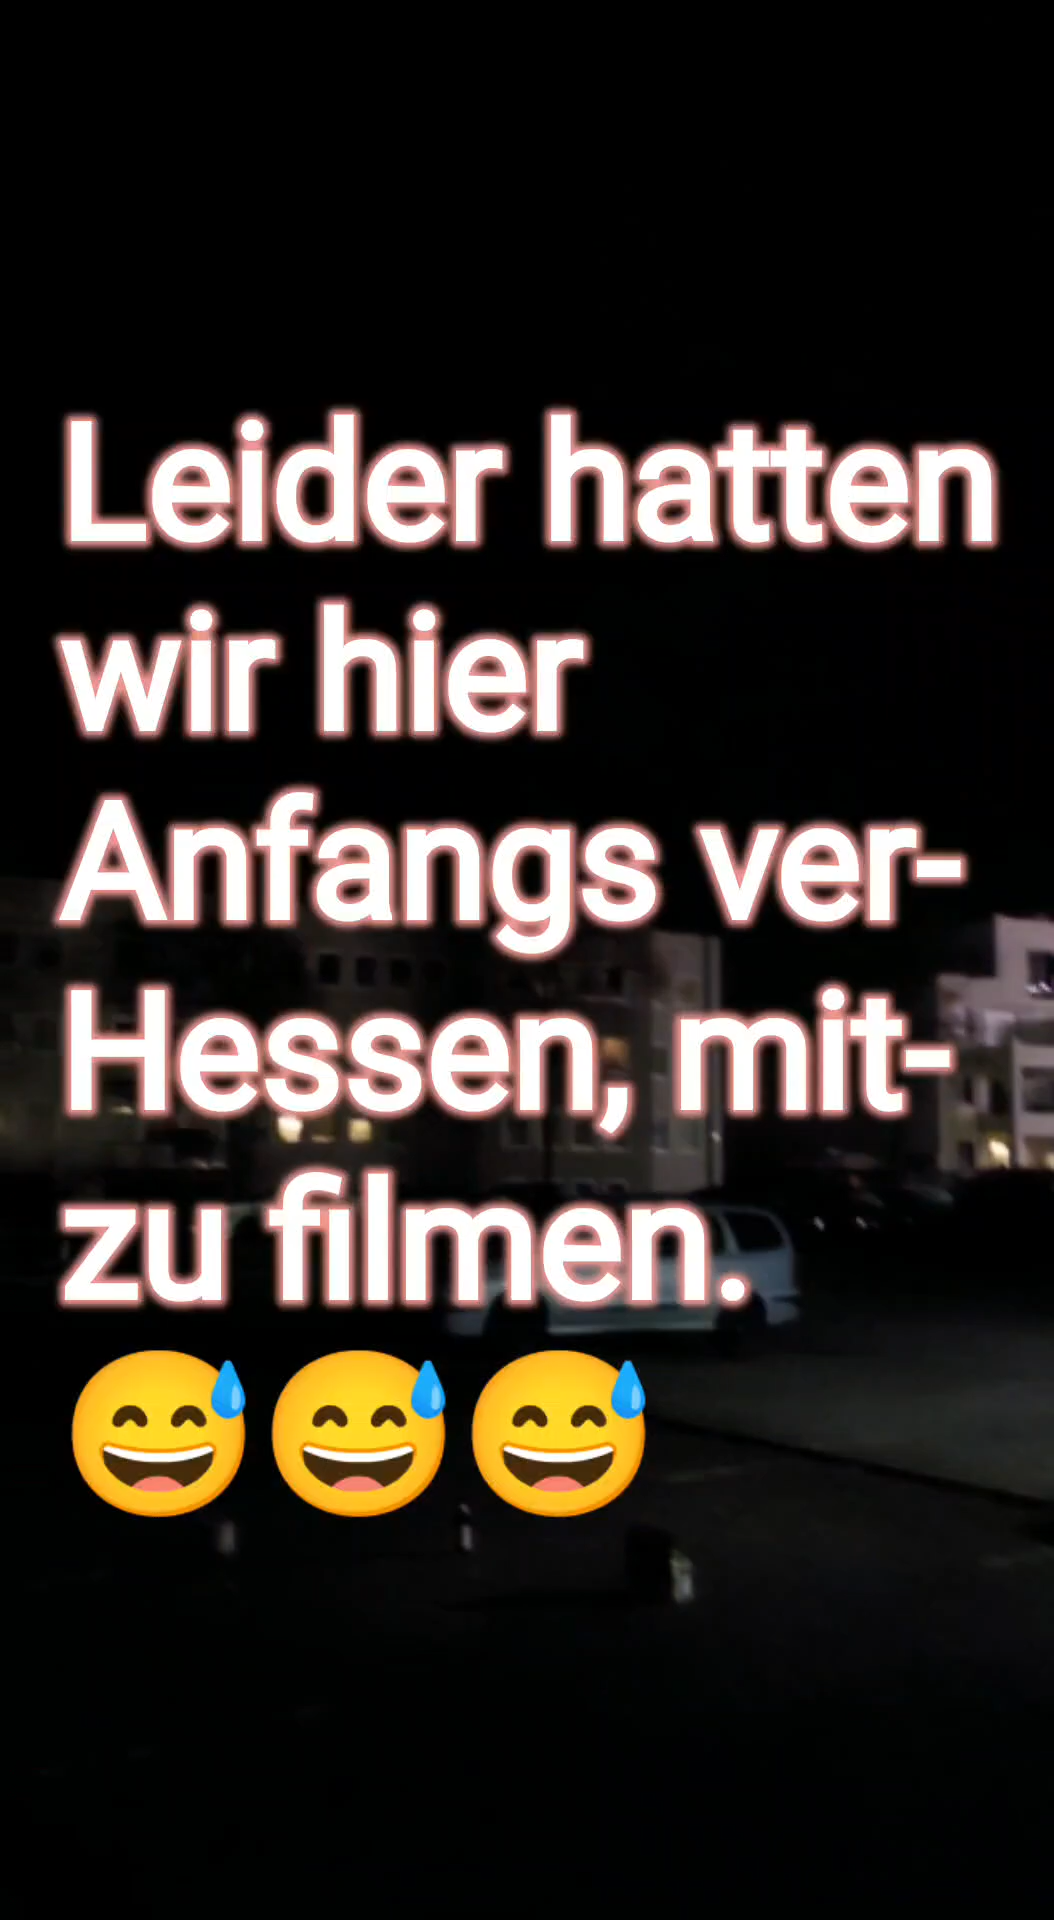 Leider hatten
wir hier
Anfangs ver-
Hessen, mit-
zu filmen.
😅😅😅